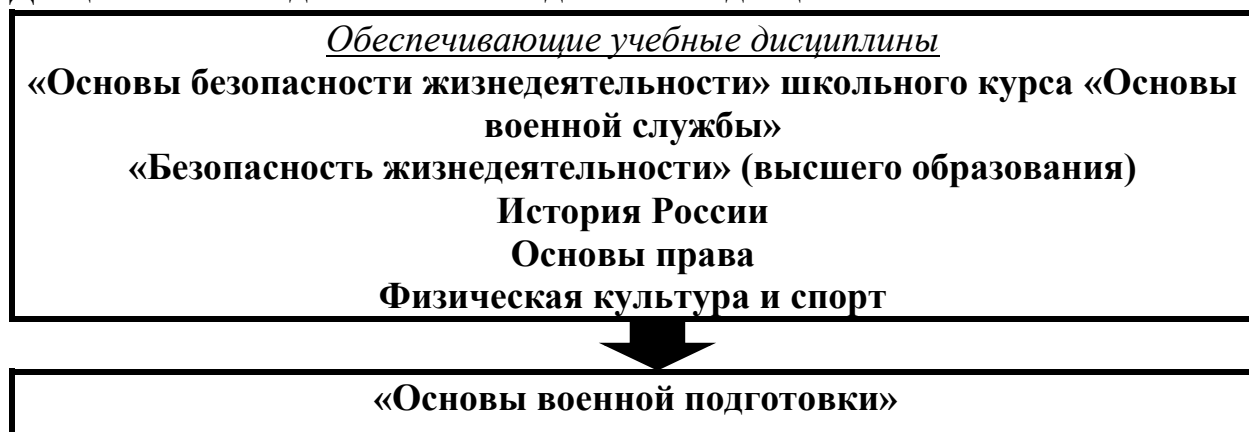 Обеспечивающие учебные дисциплины
«Основы безопасности жизнедеятельности» школьного курса «Основы
военной службы»
«Безопасность жизнедеятельности» (высшего образования)
История России
Основы права
Физическая культура и спорт
«Основы военной подготовки»